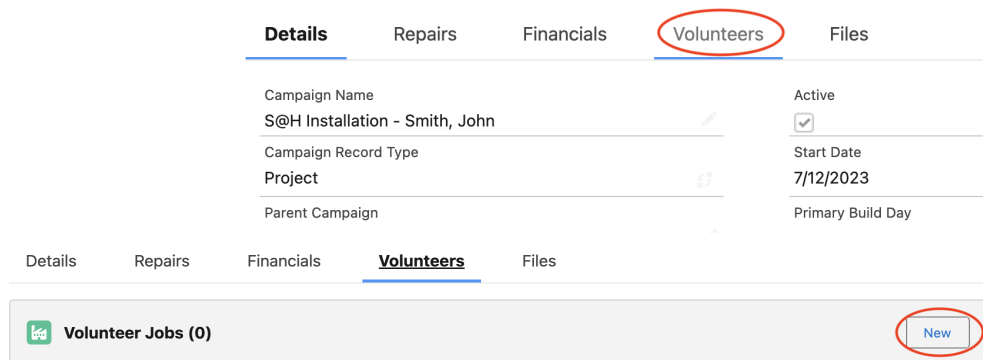 Details Repairs Financials Volunteers Files
Campaign Name Active
S@H Installation - Smith, John
Campaign Record Type Start Date
Project 7/12/2023
Parent Campaign Primary Build Day
Details Repairs Financials Volunteers Files
Volunteer Jobs (0) New